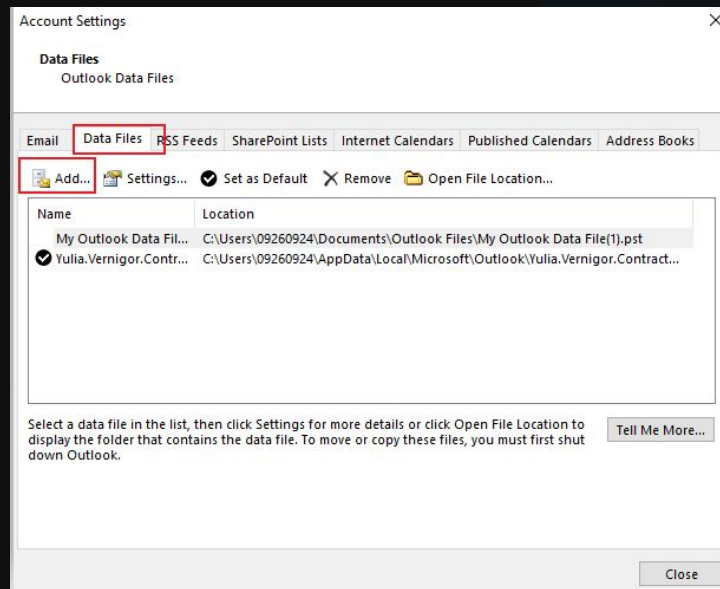 Account Settings
Data Files
Outlook Data Files
Email Data Files RSS Feeds SharePoint Lists Internet Calendars Published Calendars Address Books
Add... Settings... Set as Default Remove Open File Location...
Name Location
My Outlook Data Fil... C:\Users\09260924\Documents\Outlook Files\My Outlook Data File(1).pst
Yulia.Vernigor.Contr... C:\Users\09260924\AppData\Local\Microsoft\Outlook\Yulia.Vernigor.Contract...
Select a data file in the list, then click Settings for more details or click Open File Location to
display the folder that contains the data file. To move or copy these files, you must first shut
down Outlook.
Tell Me More...
Close